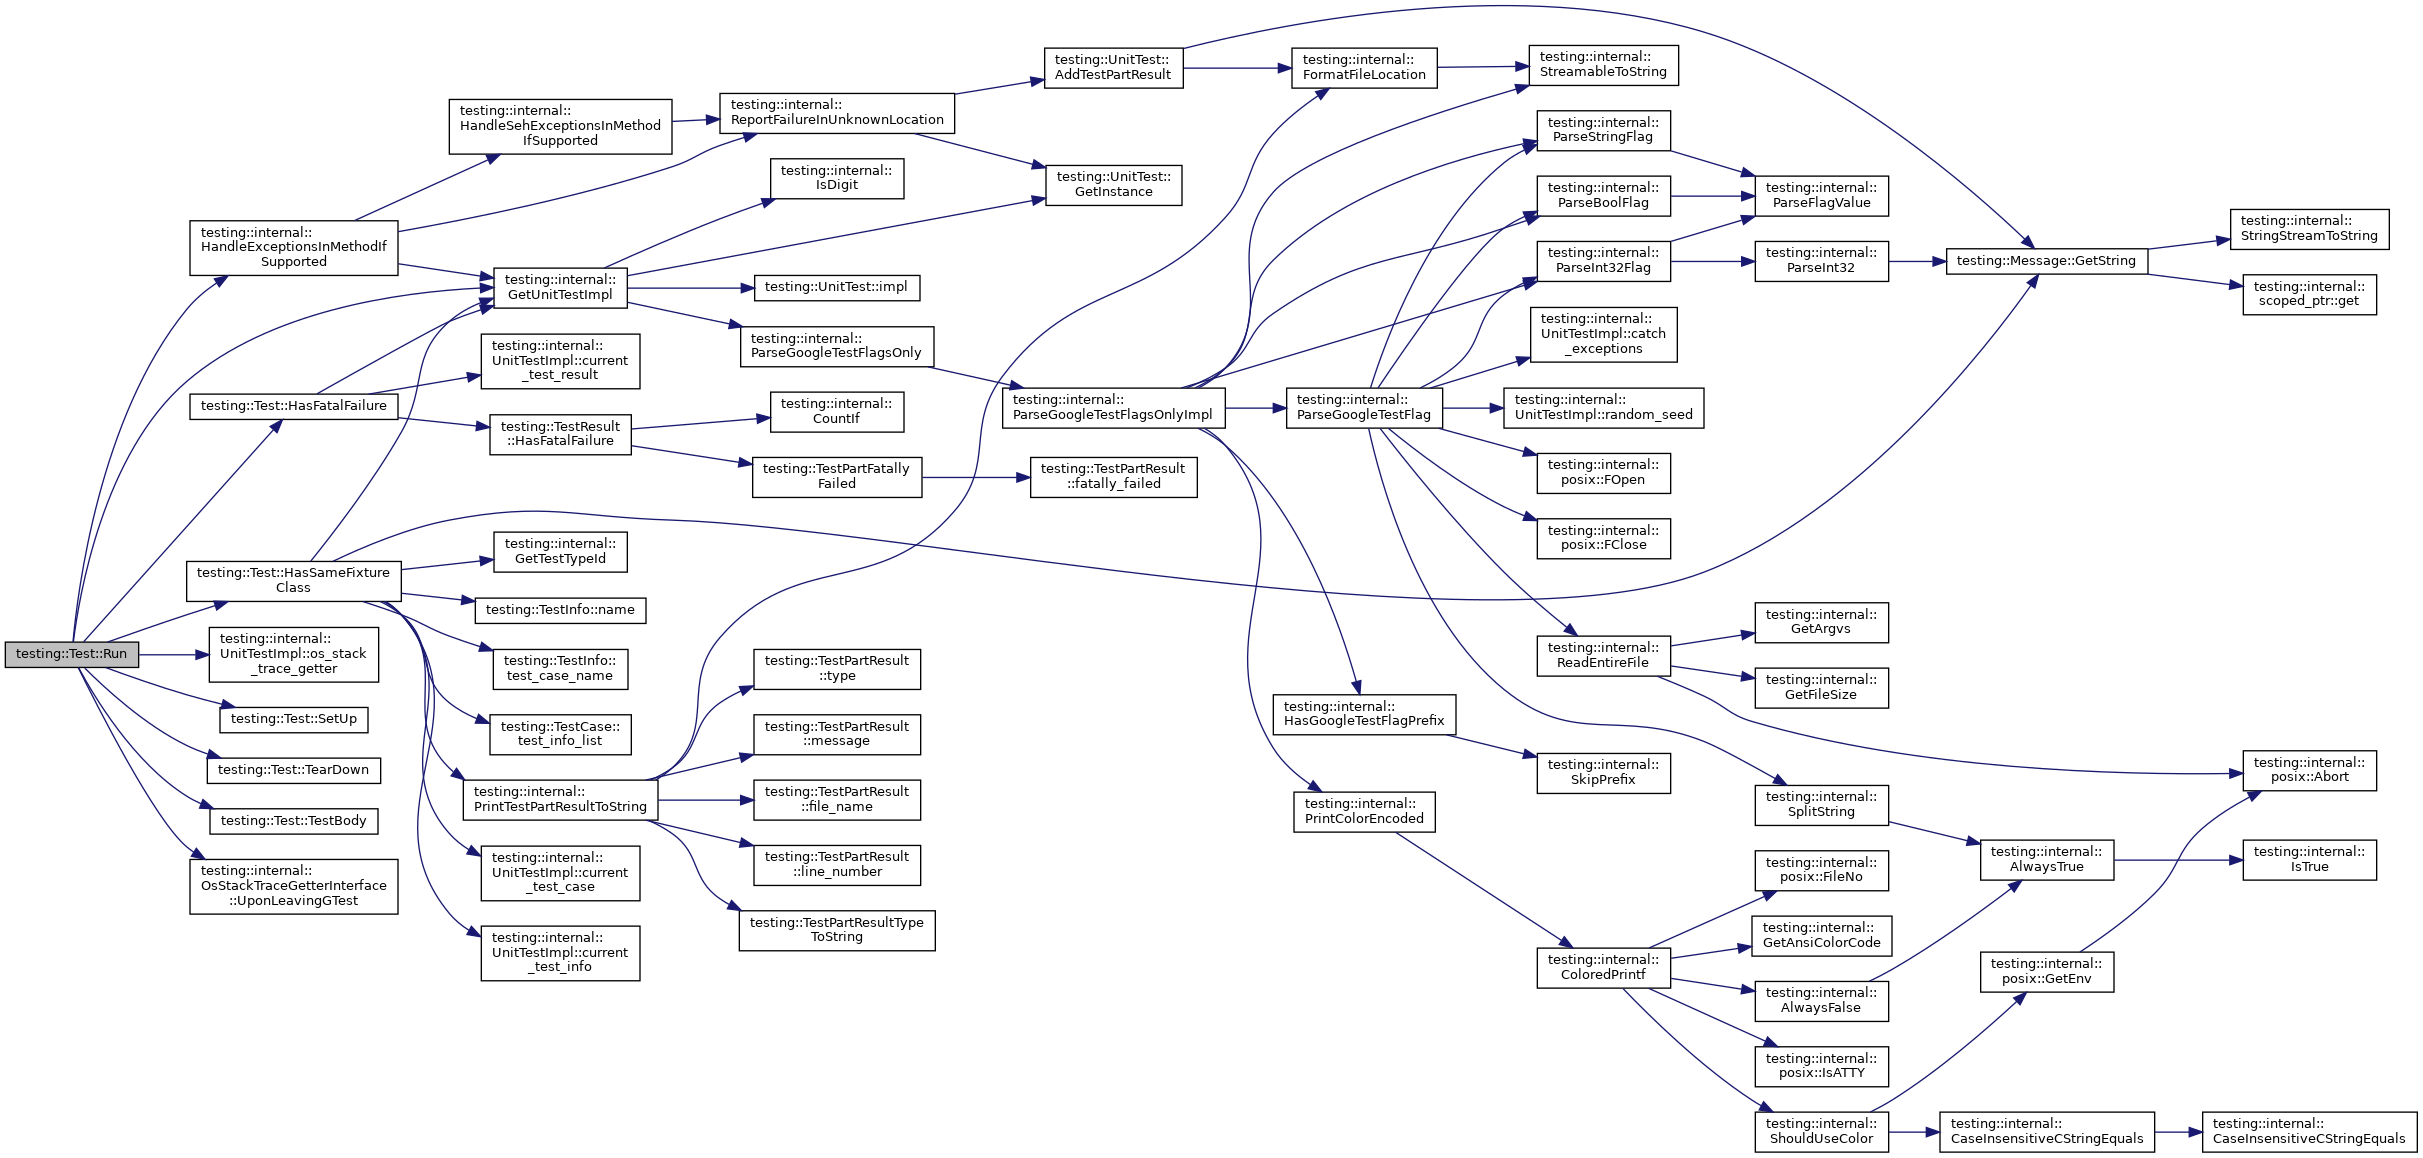 testing::Test::Run
testing::internal::
HandleExceptionsInMethodIf
Supported
testing::Test::HasFatalFailure
testing::Test::HasSameFixture
Class
testing::internal::
UnitTestImpl::os_stack
_trace_getter
testing::Test::SetUp
testing::Test::TearDown
testing::Test::TestBody
testing::internal::
OsStackTraceGetterInterface
::UponLeavingGTest
testing::internal::
HandleSehExceptionsInMethod
IfSupported
testing::internal::
GetUnitTestImpl
testing::internal::
UnitTestImpl::current
_test_result
testing::TestResult
::HasFatalFailure
testing::internal::
GetTestTypeId
testing::TestInfo::name
testing::TestInfo::
test_case_name
testing::TestCase::
test_info_list
testing::internal::
PrintTestPartResultToString
testing::internal::
UnitTestImpl::current
_test_case
testing::internal::
UnitTestImpl::current
_test_info
testing::internal::
ReportFailureInUnknownLocation
testing::internal::
IsDigit
testing::UnitTest::impl
testing::internal::
ParseGoogleTestFlagsOnly
testing::internal::
CountIf
testing::TestPartFatally
Failed
testing::TestPartResult
::type
testing::TestPartResult
::message
testing::TestPartResult
::file_name
testing::TestPartResult
::line_number
testing::TestPartResultType
ToString
testing::UnitTest::
AddTestPartResult
testing::UnitTest::
GetInstance
testing::internal::
ParseGoogleTestFlagsOnlyImpl
testing::TestPartResult
::fatally_failed
testing::internal::
FormatFileLocation
testing::internal::
ParseGoogleTestFlag
testing::internal::
HasGoogleTestFlagPrefix
testing::internal::
PrintColorEncoded
testing::internal::
StreamableToString
testing::internal::
ParseStringFlag
testing::internal::
ParseBoolFlag
testing::internal::
ParseInt32Flag
testing::internal::
UnitTestImpl::catch
_exceptions
testing::internal::
UnitTestImpl::random_seed
testing::internal::
posix::FOpen
testing::internal::
posix::FClose
testing::internal::
ReadEntireFile
testing::internal::
SkipPrefix
testing::internal::
ColoredPrintf
testing::internal::
ParseFlagValue
testing::internal::
ParseInt32
testing::internal::
GetArgvs
testing::internal::
GetFileSize
testing::internal::
SplitString
testing::internal::
posix::FileNo
testing::internal::
GetAnsiColorCode
testing::internal::
AlwaysFalse
testing::internal::
posix::IsATTY
testing::internal::
ShouldUseColor
testing::Message::GetString
testing::internal::
AlwaysTrue
testing::internal::
posix::GetEnv
testing::internal::
CaseInsensitiveCStringEquals
testing::internal::
StringStreamToString
testing::internal::
scoped_ptr::get
testing::internal::
posix::Abort
testing::internal::
IsTrue
testing::internal::
CaseInsensitiveCStringEquals